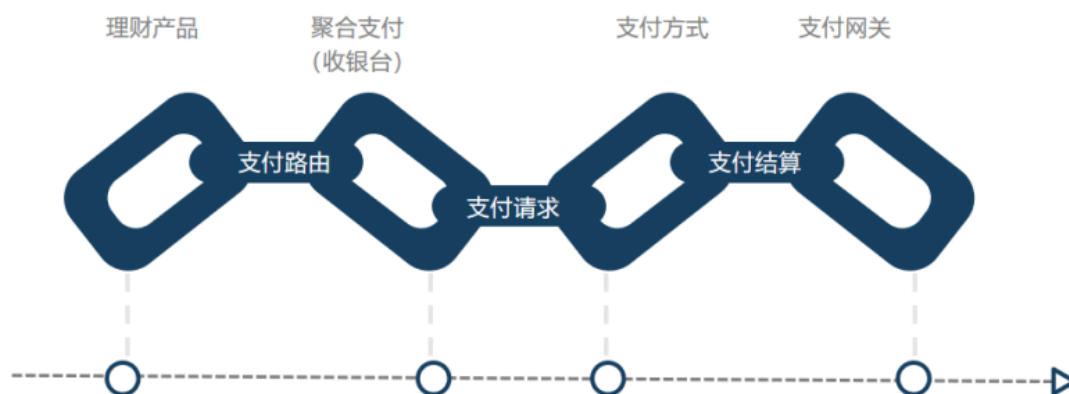 理财产品
聚合支付
（收银台）
支付方式
支付网关
支付路由
支付结算
支付请求